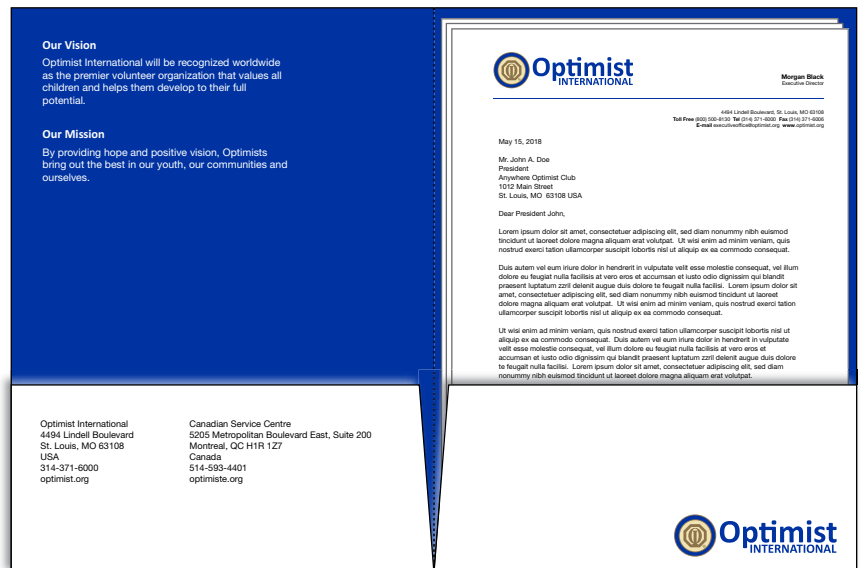 Our Vision
Optimist International will be recognized worldwide
as the premier volunteer organization that values all
children and helps them develop to their full
potential.
Our Mission
By providing hope and positive vision, Optimists
bring out the best in our youth, our communities and
ourselves.
Optimist
INTERNATIONAL
Morgan Black
Executive Director
4494 Lindell Boulevard, St. Louis, MO 63108
Toll Free (800) 500-8130 Tel (314) 371-6000 Fax (314) 371-6006
E-mail executiveoffice@optimist.org www.optimist.org
May 15, 2018
Mr. John A. Doe
President
Anywhere Optimist Club
1012 Main Street
St. Louis, MO 63108 USA
Dear President John,
Lorem ipsum dolor sit amet, consectetuer adipiscing elit, sed diam nonummy nibh euismod
tincidunt ut laoreet dolore magna aliquam erat volutpat. Ut wisi enim ad minim veniam, quis
nostrud exerci tation ullamcorper suscipit lobortis nisl ut aliquip ex ea commodo consequat.
Duis autem vel eum iriure dolor in hendrerit in vulputate velit esse molestie consequat, vel illum
dolore eu feugiat nulla facilisis at vero eros et accumsan et iusto odio dignissim qui blandit
praesent luptatum zzril delenit augue duis dolore te feugait nulla facilisi. Lorem ipsum dolor sit
amet, consectetuer adipiscing elit, sed diam nonummy nibh euismod tincidunt ut laoreet
dolore magna aliquam erat volutpat. Ut wisi enim ad minim veniam, quis nostrud exerci tation
ullamcorper suscipit lobortis nisl ut aliquip ex ea commodo consequat.
Ut wisi enim ad minim veniam, quis nostrud exerci tation ullamcorper suscipit lobortis nisl ut
aliquip ex ea commodo consequat. Duis autem vel eum iriure dolor in hendrerit in vulputate
velit esse molestie consequat, vel illum dolore eu feugiat nulla facilisis at vero eros et
accumsan et iusto odio dignissim qui blandit praesent luptatum zzril delenit augue duis dolore
te feugait nulla facilisi. Lorem ipsum dolor sit amet, consectetuer adipiscing elit, sed diam
nonummy nibh euismod tincidunt ut laoreet dolore magna aliquam erat volutpat.
Optimist International
4494 Lindell Boulevard
St. Louis, MO 63108
USA
314-371-6000
optimist.org
Canadian Service Centre
5205 Metropolitan Boulevard East, Suite 200
Montreal, QC H1R 1Z7
Canada
514-593-4401
optimiste.org
Optimist
INTERNATIONAL